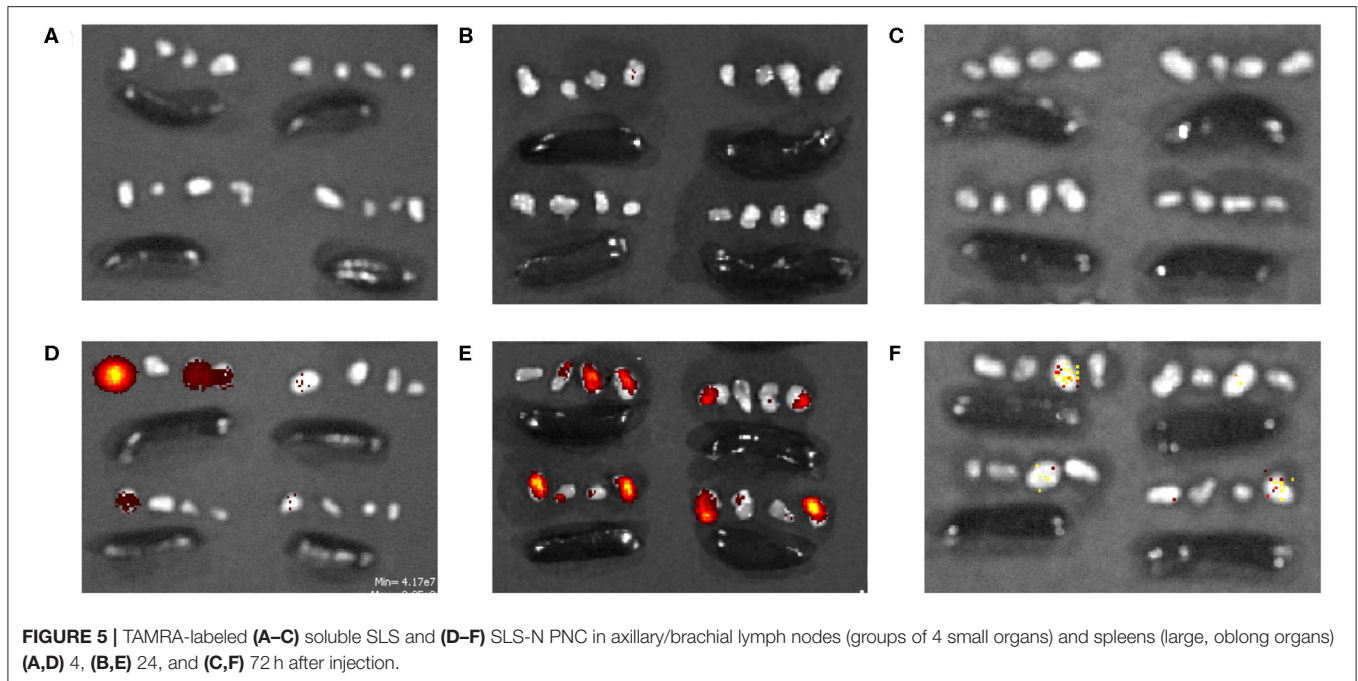 A
B
C
D
E
F
Min= 4.17e7
FIGURE 5 | TAMRA-labeled (A–C) soluble SLS and (D–F) SLS-N PNC in axillary/brachial lymph nodes (groups of 4 small organs) and spleens (large, oblong organs)
(A,D) 4, (B,E) 24, and (C,F) 72 h after injection.